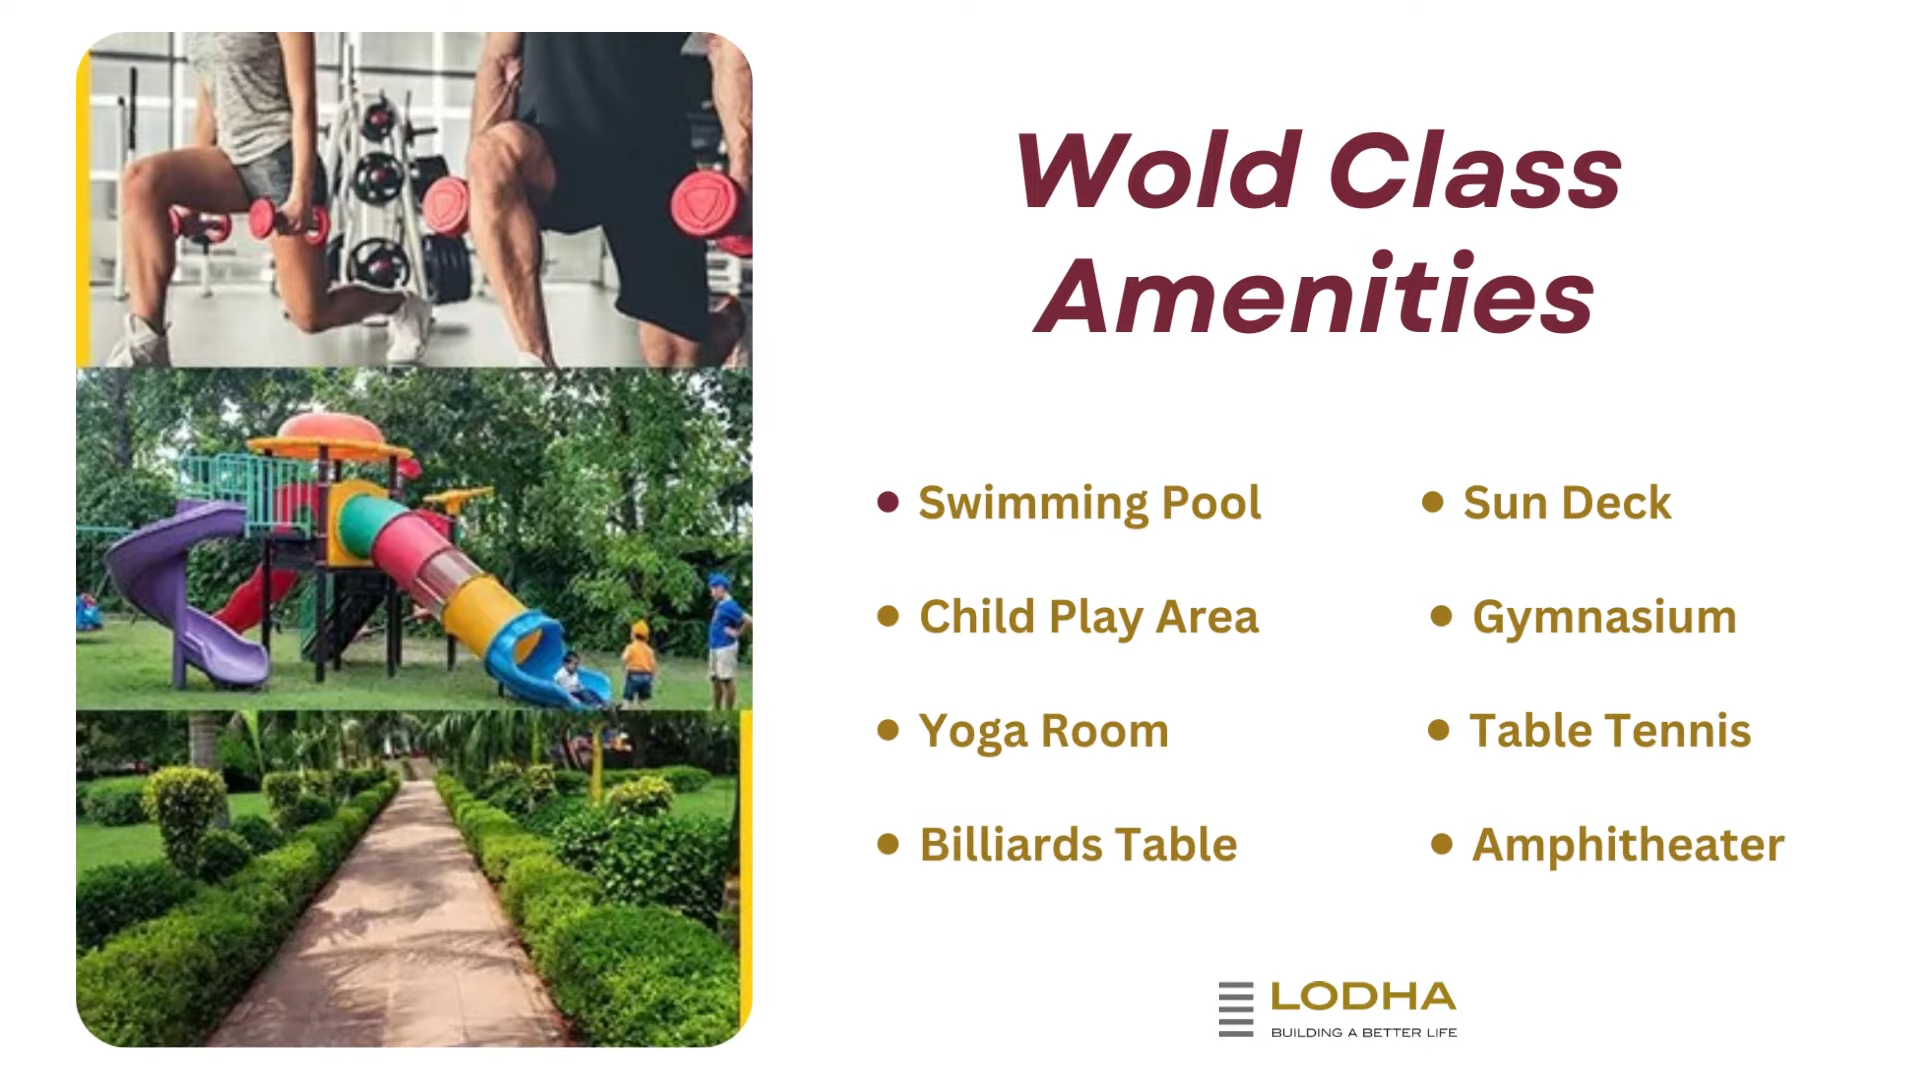 Wold Class
Amenities
• Swimming Pool
• Child Play Area
• Yoga Room
• Billiards Table
• Sun Deck
• Gymnasium
• Table Tennis
• Amphitheater
LODHA
BUILDING A BETTER LIFE